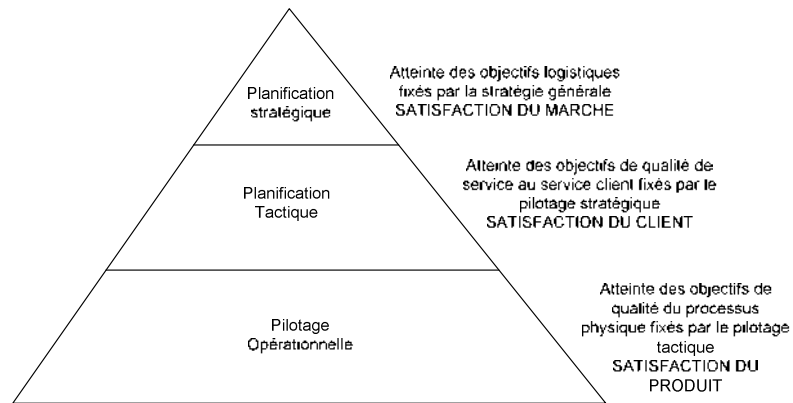 Planification
stratégique
Atteinte des objectifs logistiques
fixés par la stratégie générale
SATISFACTION DU MARCHE
Planification
Tactique
Atteinte des objectifs de qualité de
service au service client fixés par le
pilotage stratégique
SATISFACTION DU CLIENT
Pilotage
Opérationnelle
Atteinte des objectifs de
qualité du processus
physique fixés par le pilotage
tactique
SATISFACTION DU
PRODUIT